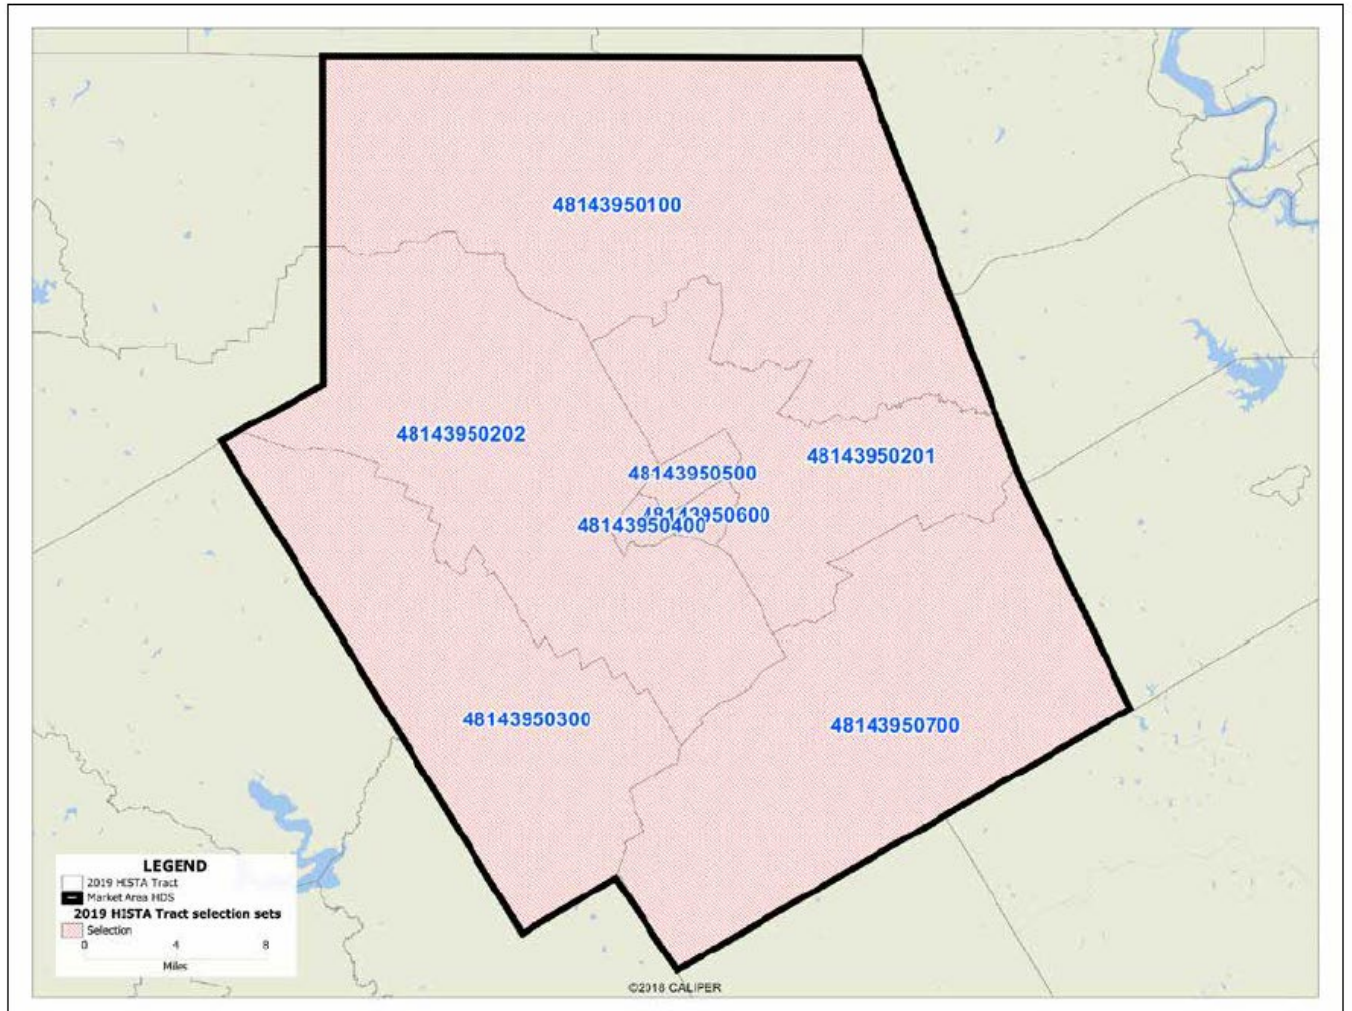 48143950100
48143950202
48143950201
48143950500
48143950600
48143950400
48143950300
48143950700
LEGEND
2019 HISTA Tract
Market Area HDS
2019 HISTA Tract selection sets
Selection
0 4 8
Miles
©2018 CALIPER